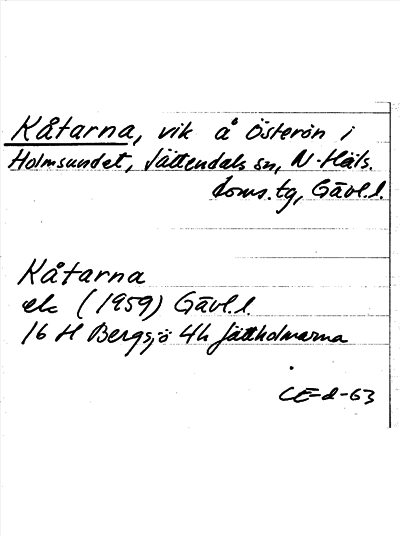 Kåtarna, vik å Österön i
Holmsundet, Jättendals sn, N. Häls.
doms. tg, Gävl. l.
Kåtarna
ek (1959) Gävl. l.
16 H Bergsjö 4h Jättholmarna
CE-d-63